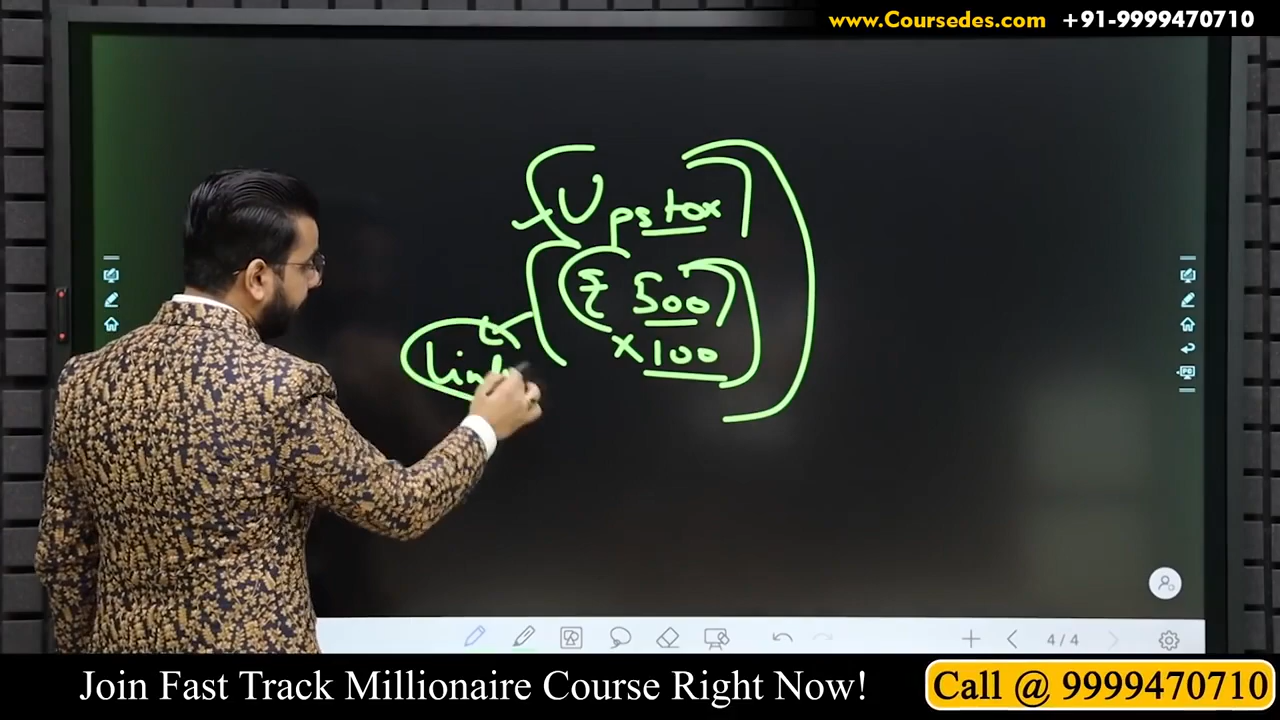 www.Coursedes.com +91-9999470710
Upstox
₹ 500
× 100
link
4/4
Join Fast Track Millionaire Course Right Now!
Call @ 9999470710